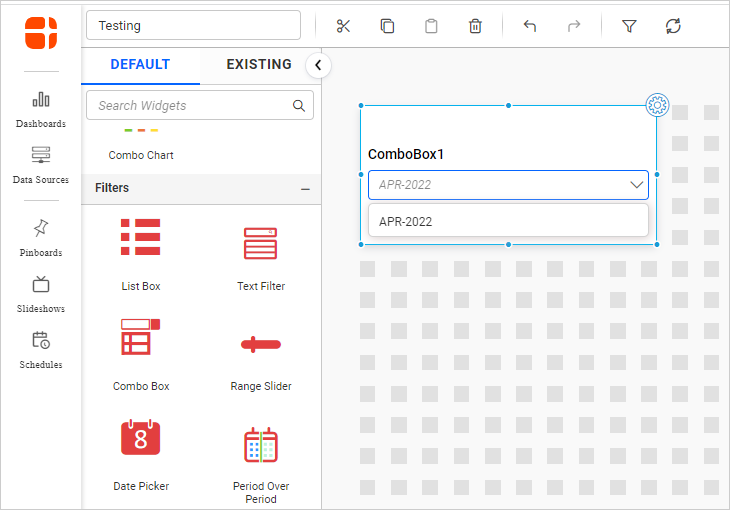 Testing
DEFAULT
EXISTING
Dashboards
Data Sources
Pinboards
Slideshows
Schedules
Search Widgets
Combo Chart
Filters
List Box
Text Filter
Combo Box
Range Slider
8
Date Picker
Period Over
Period
ComboBox1
APR-2022
APR-2022